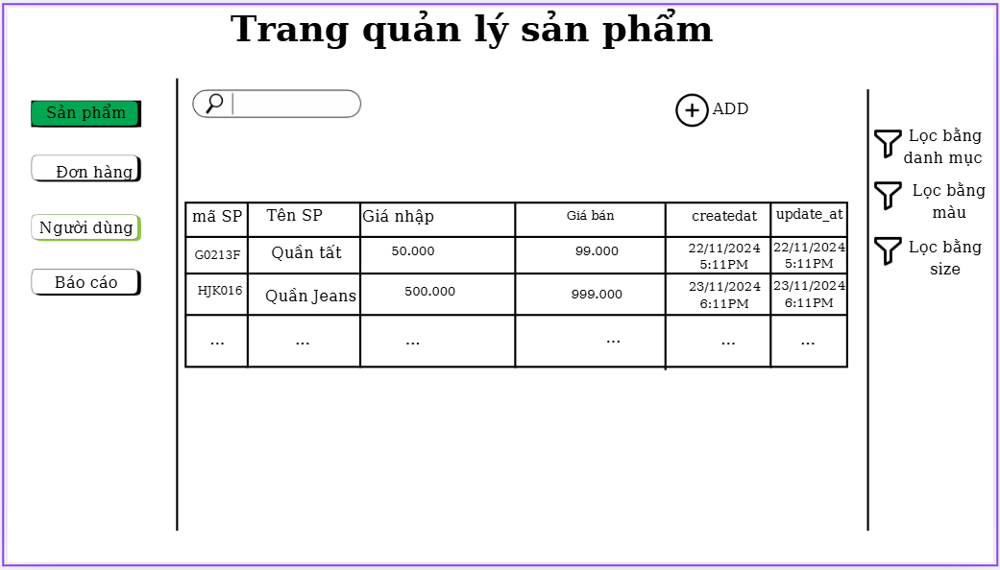 Trang quản lý sản phẩm
Sản phẩm
Đơn hàng
Người dùng
Báo cáo
ADD
mã SP Tên SP Giá nhập Giá bán createdat update_at
G0213F Quần tất 50.000 99.000 22/11/2024 5:11PM 22/11/2024 5:11PM
HJK016 Quần Jeans 500.000 999.000 23/11/2024 6:11PM 23/11/2024 6:11PM
... ... ... ... ... ...
Lọc bằng
danh mục
Lọc bằng
màu
Lọc bằng
size